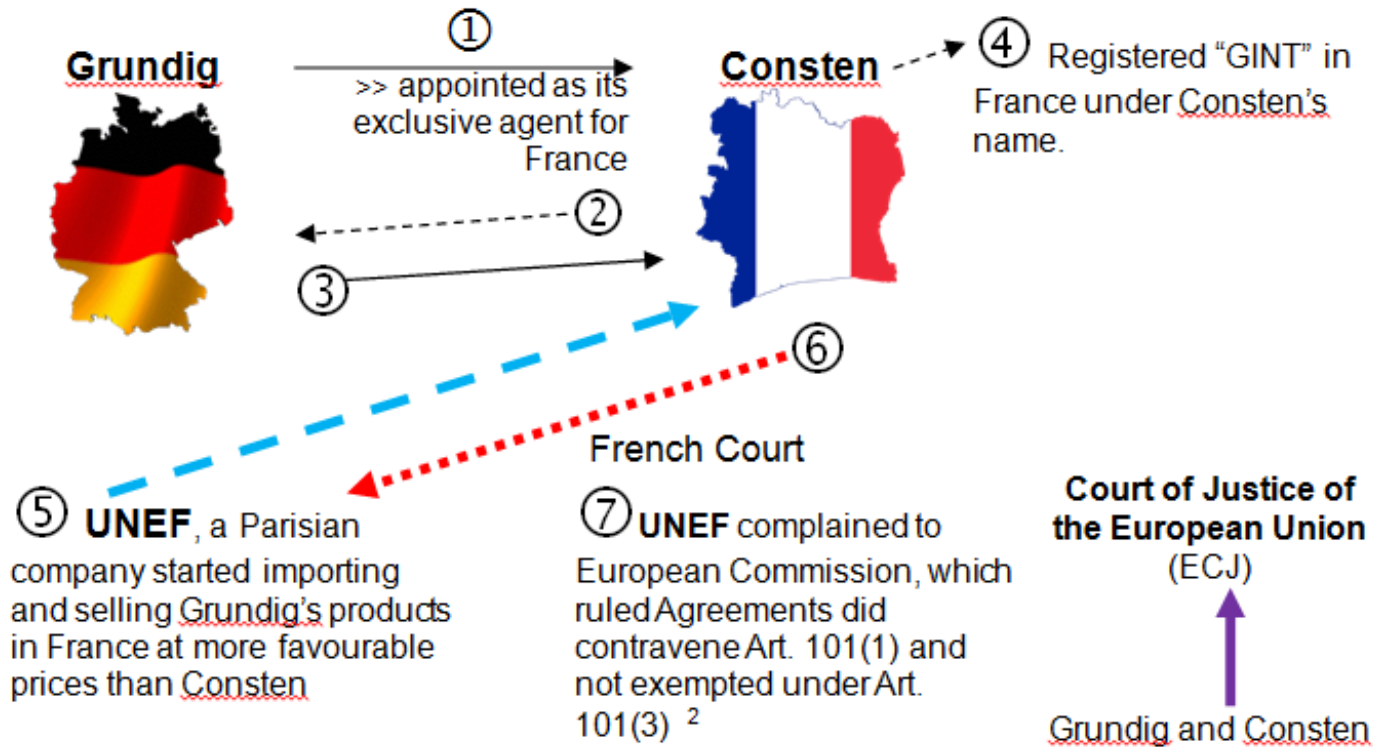 ①
Grundig
>> appointed as its
exclusive agent for
France
Consten
④ Registered “GINT” in
France under Consten’s
name.
②
③
⑥
French Court
⑤ UNEF, a Parisian
company started importing
and selling Grundig’s products
in France at more favourable
prices than Consten
⑦ UNEF complained to
European Commission, which
ruled Agreements did
contravene Art. 101(1) and
not exempted under Art.
101(3) 2
Court of Justice of
the European Union
(ECJ)
Grundig and Consten